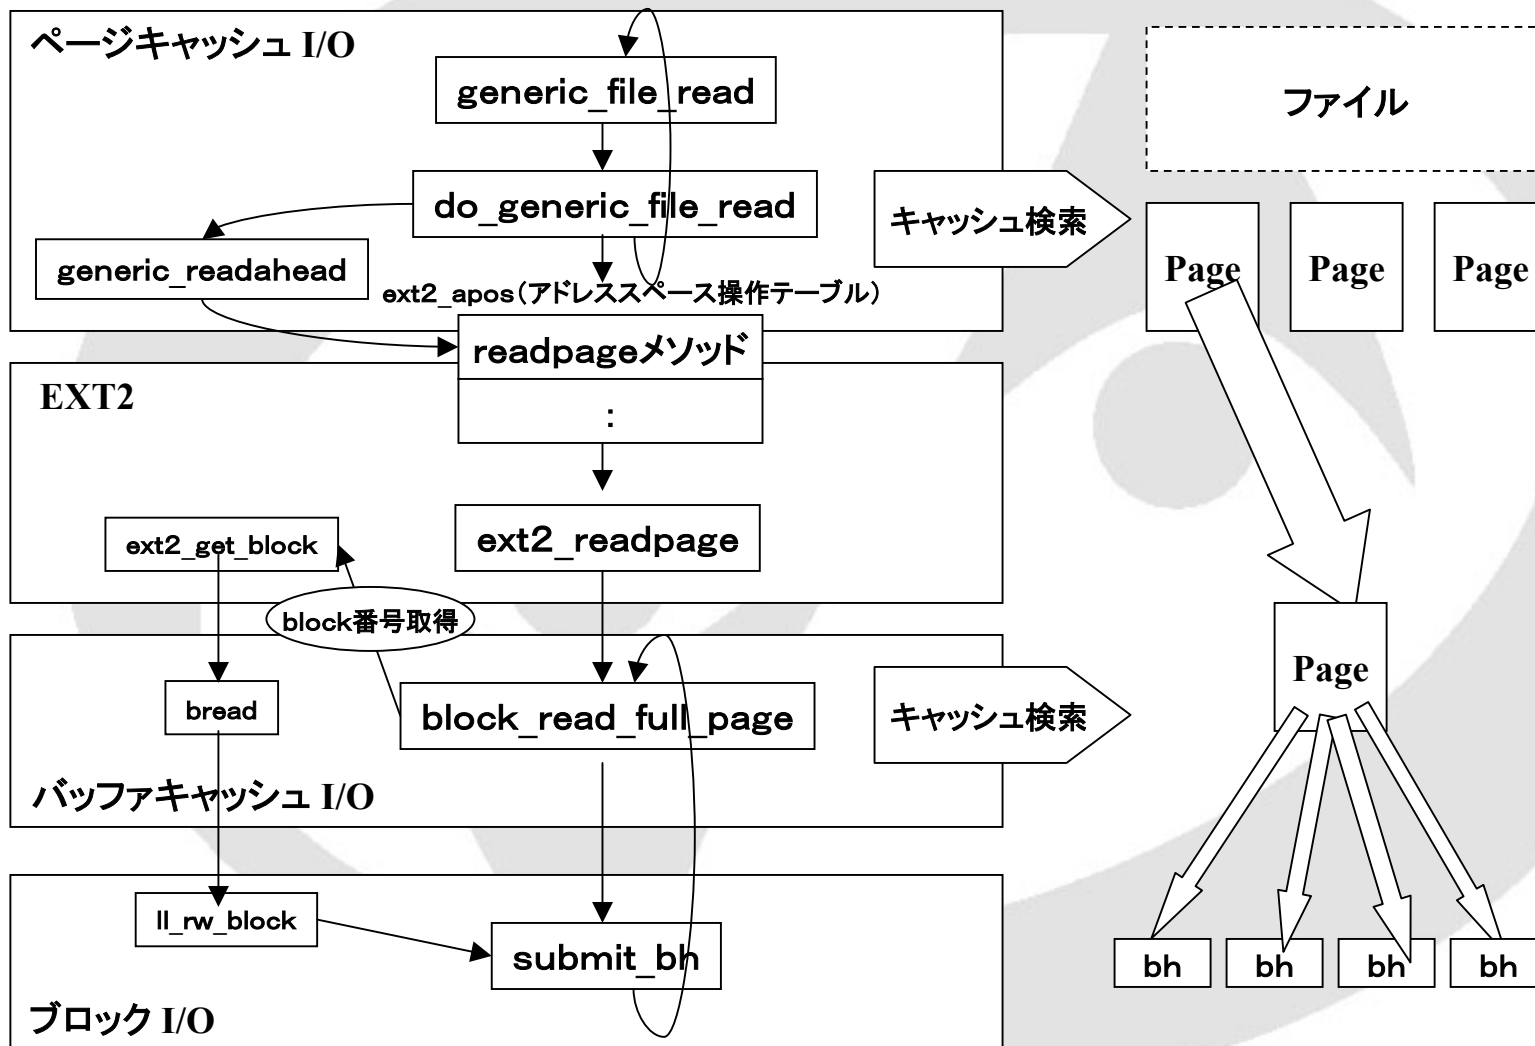 ページキャッシュ I/O
generic_file_read
do_generic_file_read
generic_readahead
ext2_apos(アドレススペース操作テーブル)
readpageメソッド
:
EXT2
ext2_get_block
ext2_readpage
block番号取得
bread
block_read_full_page
バッファキャッシュ I/O
ll_rw_block
submit_bh
ブロック I/O
キャッシュ検索
キャッシュ検索
ファイル
Page
Page
Page
Page
bh
bh
bh
bh